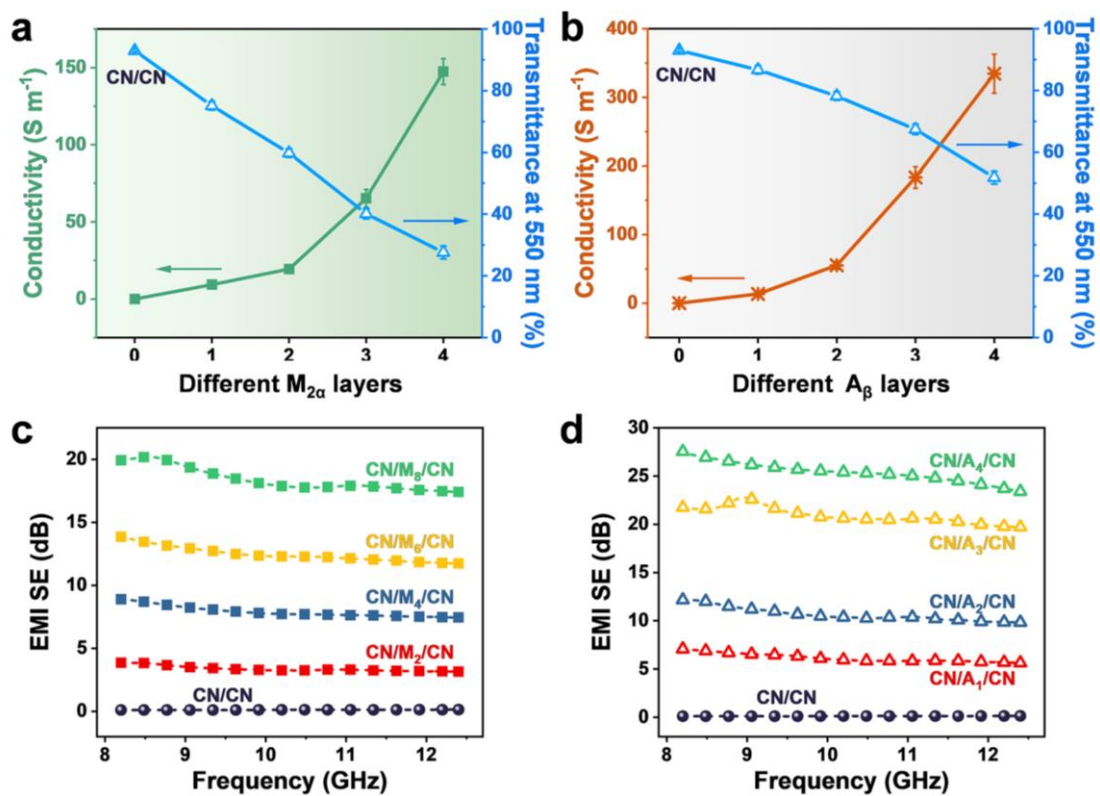 a
Conductivity (S m⁻¹)
150
100
50
0
CN/CN
100
80
60
40
20
0
Transmittance at 550 nm (%)
0 1 2 3 4
Different M₂α layers
b
Conductivity (S m⁻¹)
400
300
200
100
0
CN/CN
100
80
60
40
20
0
Transmittance at 550 nm (%)
0 1 2 3 4
Different Aᵦ layers
c
EMI SE (dB)
20
15
10
5
0
CN/M₈/CN
CN/M₆/CN
CN/M₄/CN
CN/M₂/CN
CN/CN
8 9 10 11 12
Frequency (GHz)
d
EMI SE (dB)
30
25
20
15
10
5
0
CN/A₄/CN
CN/A₃/CN
CN/A₂/CN
CN/A₁/CN
CN/CN
8 9 10 11 12
Frequency (GHz)